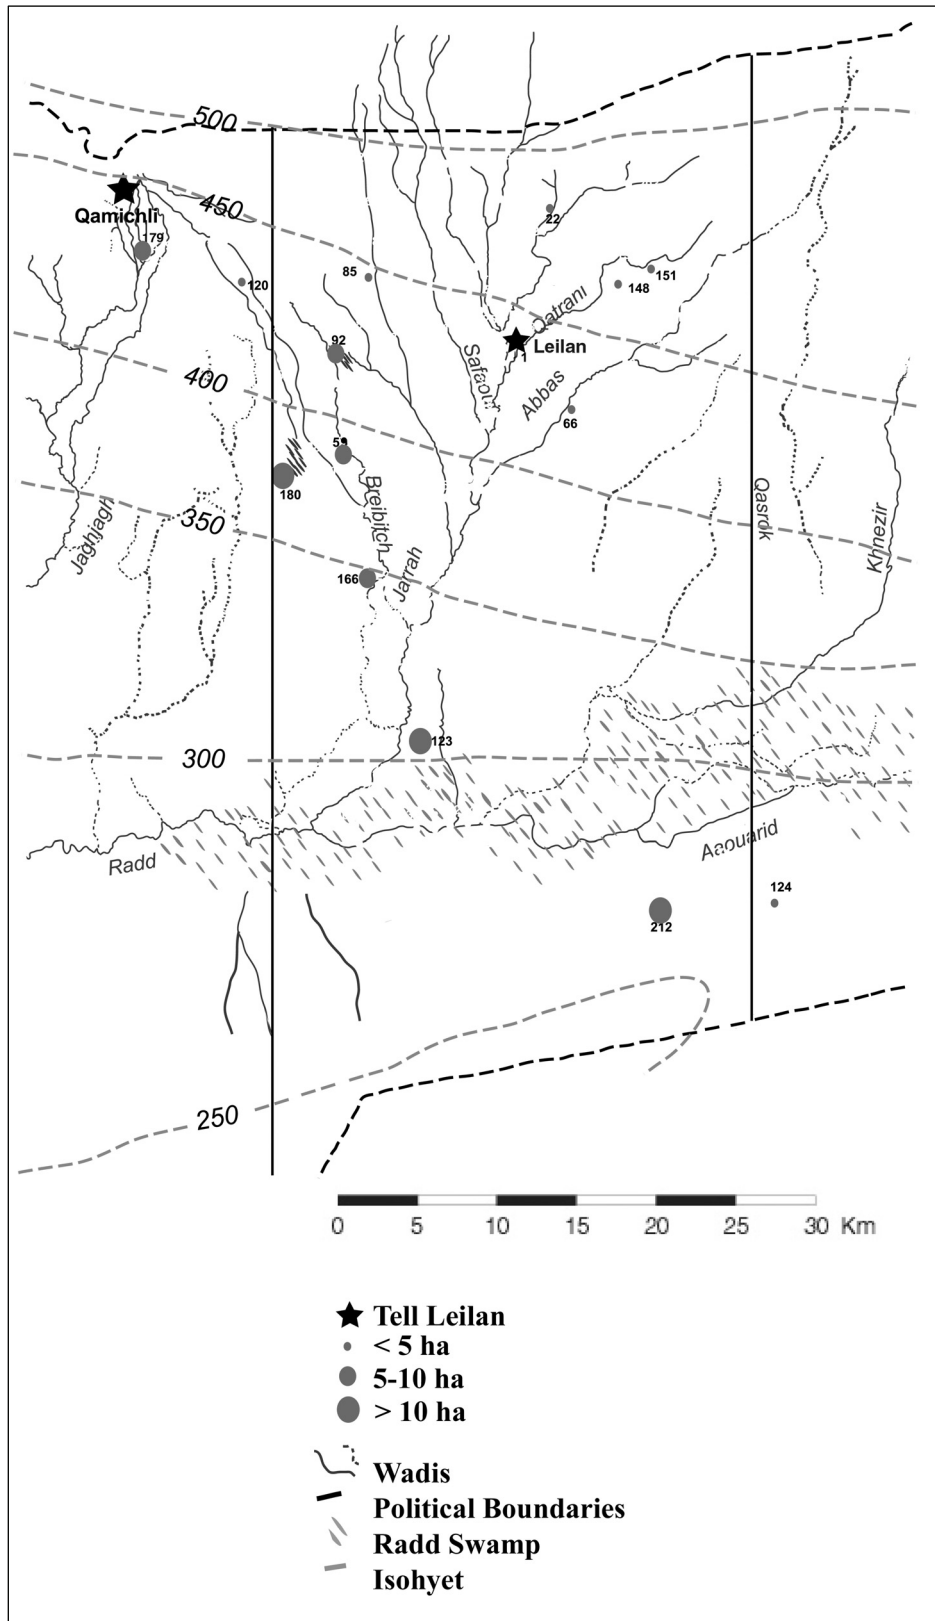 500
Qamichli
450
179
22
120
85
151
148
Qatrani
92
Leilan
1
Safaoui
Abbas
400
66
59
180
Breibitch
Qasrok
350
Jaghjagh
Khnezir
166
Jarrah
123
300
Radd
Aaouarid
124
212
250
0 5 10 15 20 25 30 Km
Tell Leilan
< 5 ha
5-10 ha
> 10 ha
Wadis
Political Boundaries
Radd Swamp
Isohyet